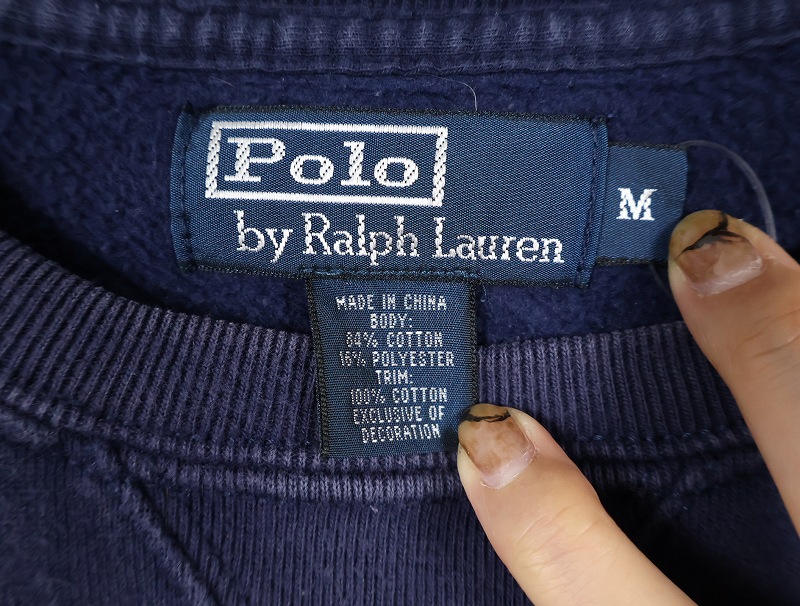 Polo
by Ralph Lauren
M
MADE IN CHINA
BODY:
84% COTTON
16% POLYESTER
TRIM:
100% COTTON
EXCLUSIVE OF
DECORATION